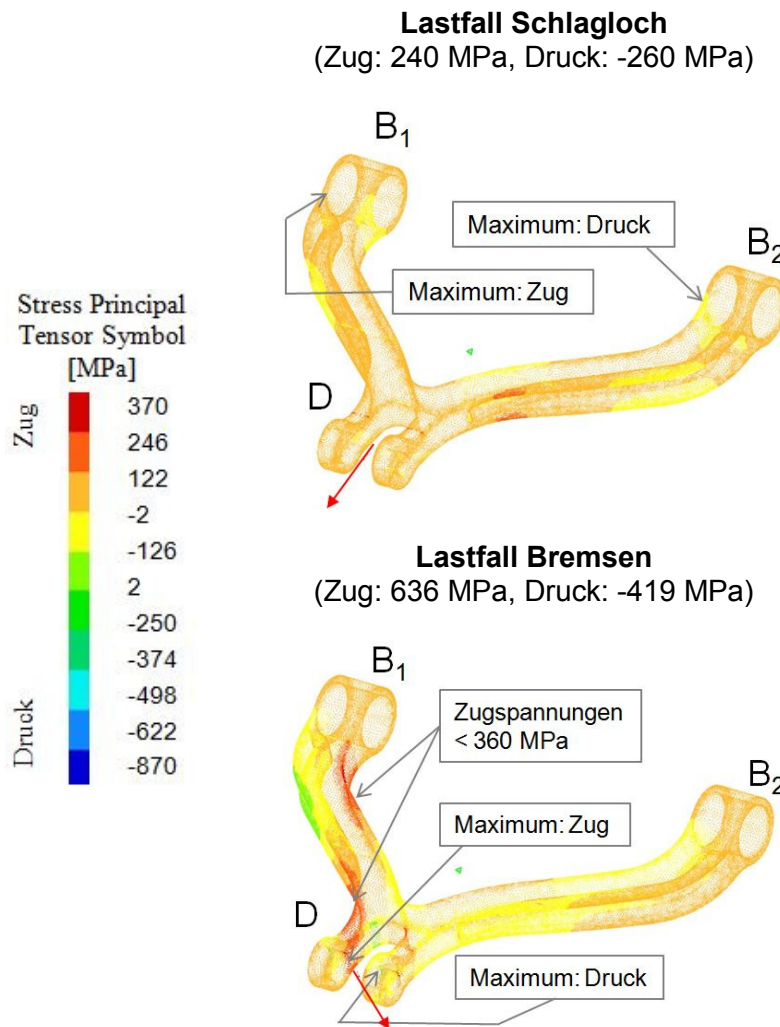 Lastfall Schlagloch
(Zug: 240 MPa, Druck: -260 MPa)
B1
Maximum: Druck
B2
Maximum: Zug
D
Stress Principal
Tensor Symbol
[MPa]
Zug
370
246
122
-2
-126
2
-250
-374
-498
-622
-870
Druck
Lastfall Bremsen
(Zug: 636 MPa, Druck: -419 MPa)
B1
Zugspannungen
< 360 MPa
B2
Maximum: Zug
D
Maximum: Druck